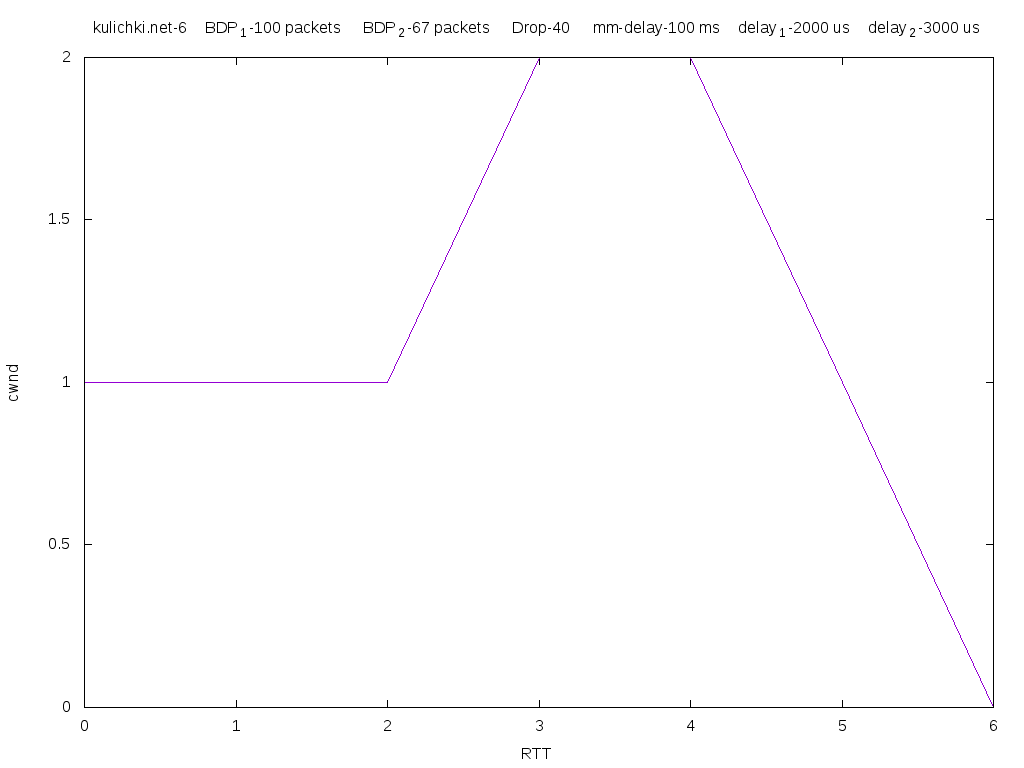 kulichki.net-6 BDP1-100 packets BDP2-67 packets Drop-40 mm-delay-100 ms delay1-2000 us delay2-3000 us
2
1.5
1
0.5
0
cwnd
0 1 2 3 4 5 6
RTT